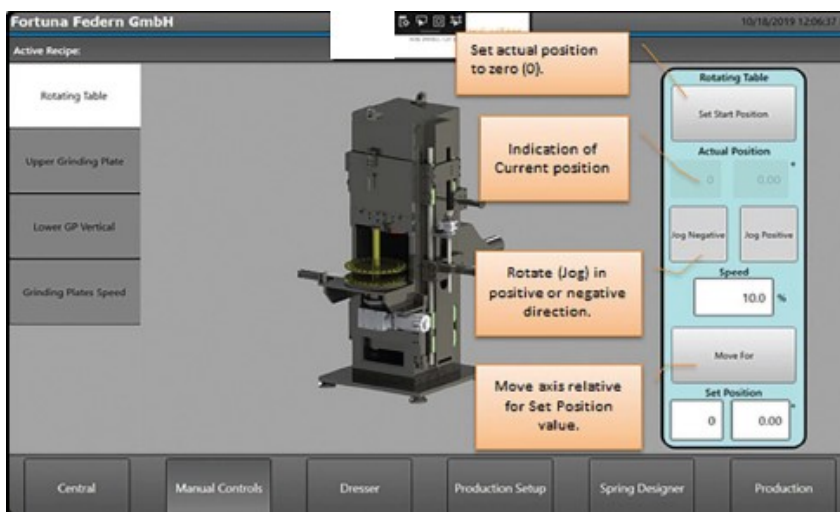 Fortuna Federn GmbH
10/18/2019 12:06:37
Active Recipe:
Rotating Table
Upper Grinding Plate
Lower GP Vertical
Grinding Plates Speed
Set actual position
to zero (0).
Indication of
Current position
Rotate (Jog) in
positive or negative
direction.
Move axis relative
for Set Position
value.
Rotating Table
Set Start Position
Actual Position
0
0.00
°
Jog Negative
Jog Positive
Speed
10.0 %
Move For
Set Position
0
0.00
°
Central
Manual Controls
Dresser
Production Setup
Spring Designer
Production